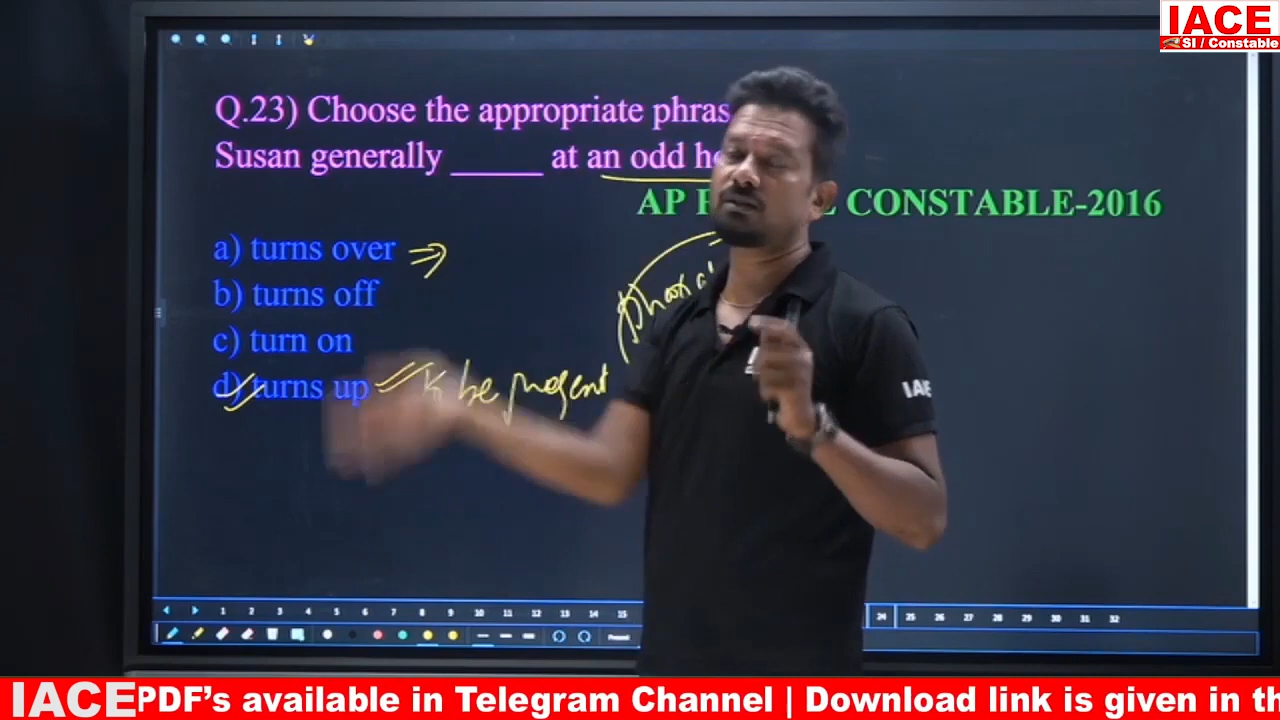 IACE
SI / Constable
Q.23) Choose the appropriate phras
Susan generally _____ at an odd h
AP CONSTABLE-2016
a) turns over
b) turns off
c) turn on
d) turns up be present
1 2 3 4 5 6 7 8 9 10 11 12 13 14 15 24 25 26 27 28 29 30 31 32
Present
IACE PDF's available in Telegram Channel | Download link is given in th